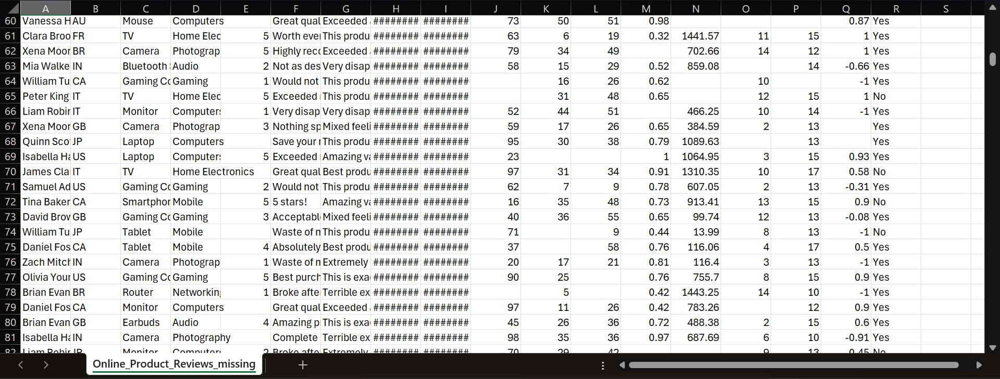 A B C D E F G H I J K L M N O P Q R S
60 Vanessa H AU Mouse Computers Great qual Exceeded ######## ######## 73 50 51 0.98 0.87 Yes
61 Clara Broo FR TV Home Elec 5 Worth ever This produ ######## ######## 63 6 19 0.32 1441.57 11 15 1 Yes
62 Xena Moor BR Camera Photograp 5 Highly reco Exceeded ######## ######## 79 34 49 702.66 14 12 1 Yes
63 Mia Walke IN Bluetooth Audio 2 Not as des Very disap ######## ######## 58 15 29 0.52 859.08 14 -0.66 Yes
64 William Tu CA Gaming Co Gaming 1 Would not This produ ######## ######## 16 26 0.62 10 -1 Yes
65 Peter King IT TV Home Elec 5 Exceeded This produ ######## ######## 31 48 0.65 12 15 1 No
66 Liam Robin IT Monitor Computers 1 Very disap Very disap ######## ######## 52 44 51 466.25 10 14 -1 Yes
67 Xena Moor GB Camera Photograp 3 Nothing sp Mixed feeli ######## ######## 59 17 26 0.65 384.59 2 13 Yes
68 Quinn Scot JP Laptop Computers Save your This produ ######## ######## 95 30 38 0.79 1089.63 13 Yes
69 Isabella Ha US Laptop Computers 5 Exceeded Amazing va ######## ######## 23 1 1064.95 3 15 0.93 Yes
70 James Cla IT TV Home Electronics Great qual Best produ ######## ######## 97 31 34 0.91 1310.35 10 17 0.58 No
71 Samuel Ad US Gaming Co Gaming 2 Would not This produ ######## ######## 62 7 9 0.78 607.05 2 13 -0.31 Yes
72 Tina Baker CA Smartphon Mobile 5 5 stars! Amazing va ######## ######## 16 35 48 0.73 913.41 13 15 0.9 No
73 David Brow GB Gaming Co Gaming 3 Acceptabl Mixed feeli ######## ######## 40 36 55 0.65 99.74 12 13 -0.08 Yes
74 William Tu JP Tablet Mobile Waste of m This produ ######## ######## 71 9 0.44 13.99 8 13 -1 No
75 Daniel Fos CA Tablet Mobile 4 Absolutely Best produ ######## ######## 37 58 0.76 116.06 4 17 0.5 Yes
76 Zach Mitch IN Camera Photograp 1 Waste of m Extremely ######## ######## 20 17 21 0.81 116.4 3 13 -1 Yes
77 Olivia Your US Gaming Co Gaming 5 Best purch This is exa ######## ######## 90 25 0.76 755.7 8 15 0.9 Yes
78 Brian Evan BR Router Networking 1 Broke afte Terrible ex ######## ######## 5 0.42 1443.25 14 10 -1 Yes
79 Daniel Fos CA Monitor Computers Great qual Exceeded ######## ######## 97 11 26 0.42 783.26 12 0.9 Yes
80 Brian Evan GB Earbuds Audio 4 Amazing p This is exa ######## ######## 45 26 36 0.72 488.38 2 15 0.6 Yes
81 Isabella Ha IN Camera Photography Complete Terrible ex ######## ######## 98 35 36 0.97 687.69 6 10 -0.91 Yes
82 Liam Robin JP Monitor Computers 2 Broke afte Extremely ######## ######## 70 29 42 9 13 No
Online_Product_Reviews_missing